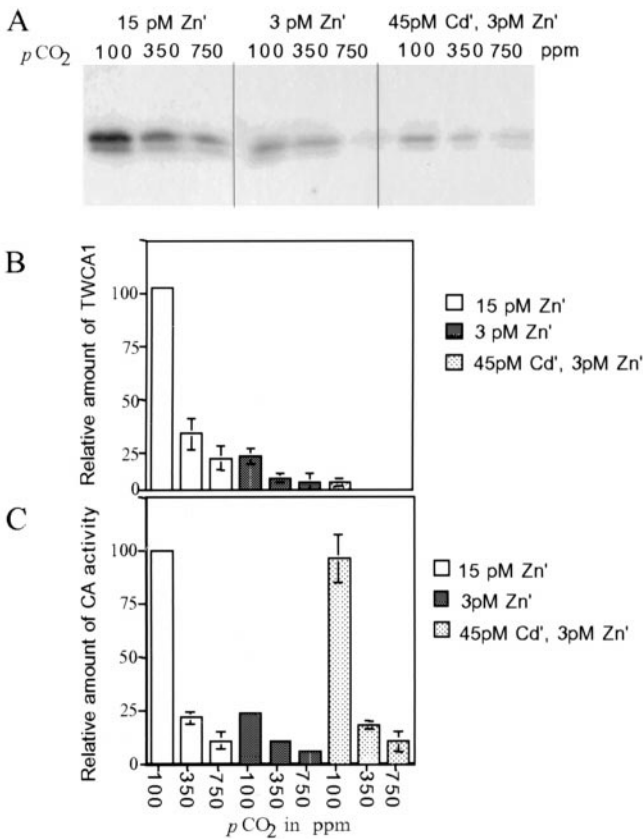 A
15 pM Zn' 3 pM Zn' 45pM Cd', 3pM Zn'
p CO2 100 350 750 100 350 750 100 350 750 ppm
B
Relative amount of TWCA1
100
75
50
25
0
15 pM Zn'
3 pM Zn'
45pM Cd', 3pM Zn'
C
Relative amount of CA activity
100
75
50
25
0
15 pM Zn'
3pM Zn'
45pM Cd', 3pM Zn'
100 350 750 100 350 750 100 350 750
p CO2 in ppm